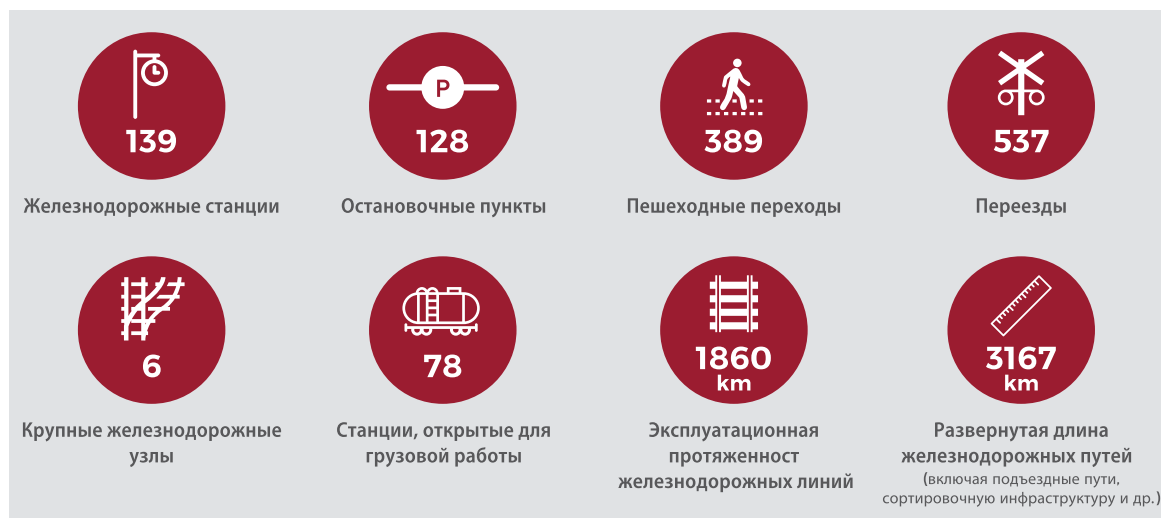 139
Железнодорожные станции
P
128
Остановочные пункты
389
Пешеходные переходы
537
Переезды
6
Крупные железнодорожные
узлы
78
Станции, открытые для
грузовой работы
1860
km
Эксплуатационная
протяженност
железнодорожных линий
3167
km
Развернутая длина
железнодорожных путей
(включая подъездные пути,
сортировочную инфраструктуру и др.)